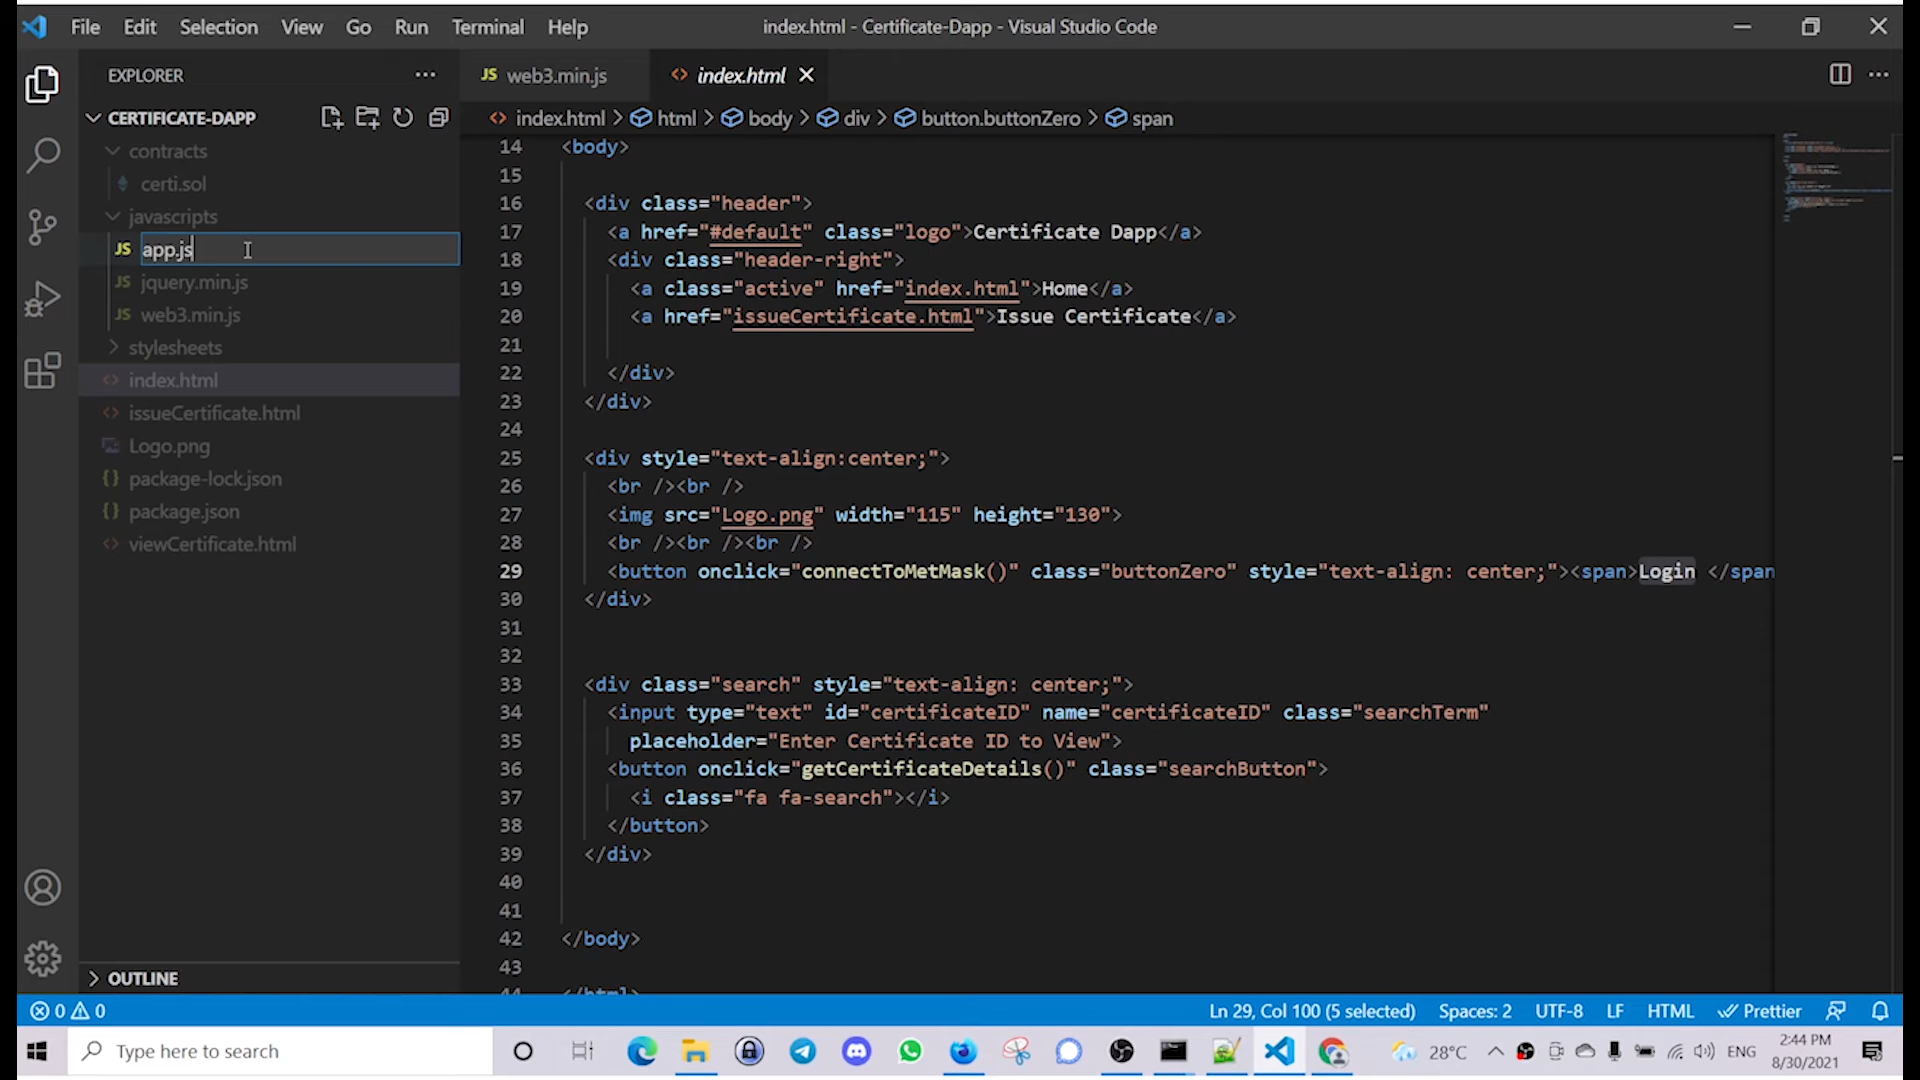 File Edit Selection View Go Run Terminal Help
index.html - Certificate-Dapp - Visual Studio Code
EXPLORER
CERTIFICATE-DAPP
contracts
certi.sol
javascripts
JS app.js
JS jquery.min.js
JS web3.min.js
stylesheets
<> index.html
<> issueCertificate.html
Logo.png
{} package-lock.json
{} package.json
<> viewCertificate.html
OUTLINE
JS web3.min.js
<> index.html
<> index.html > html > body > div > button.buttonZero > span
14 <body>
15
16 <div class="header">
17 <a href="#default" class="logo">Certificate Dapp</a>
18 <div class="header-right">
19 <a class="active" href="index.html">Home</a>
20 <a href="issueCertificate.html">Issue Certificate</a>
21
22 </div>
23 </div>
24
25 <div style="text-align:center;">
26 <br /><br />
27 <img src="Logo.png" width="115" height="130">
28 <br /><br /><br />
29 <button onclick="connectToMetMask()" class="buttonZero" style="text-align: center;"><span>Login </span
30 </div>
31
32
33 <div class="search" style="text-align: center;">
34 <input type="text" id="certificateID" name="certificateID" class="searchTerm"
35 placeholder="Enter Certificate ID to View">
36 <button onclick="getCertificateDetails()" class="searchButton">
37 <i class="fa fa-search"></i>
38 </button>
39 </div>
40
41
42 </body>
43
44 </html>
0 0
Ln 29, Col 100 (5 selected) Spaces: 2 UTF-8 LF HTML Prettier
Type here to search
28°C
ENG
2:44 PM
8/30/2021